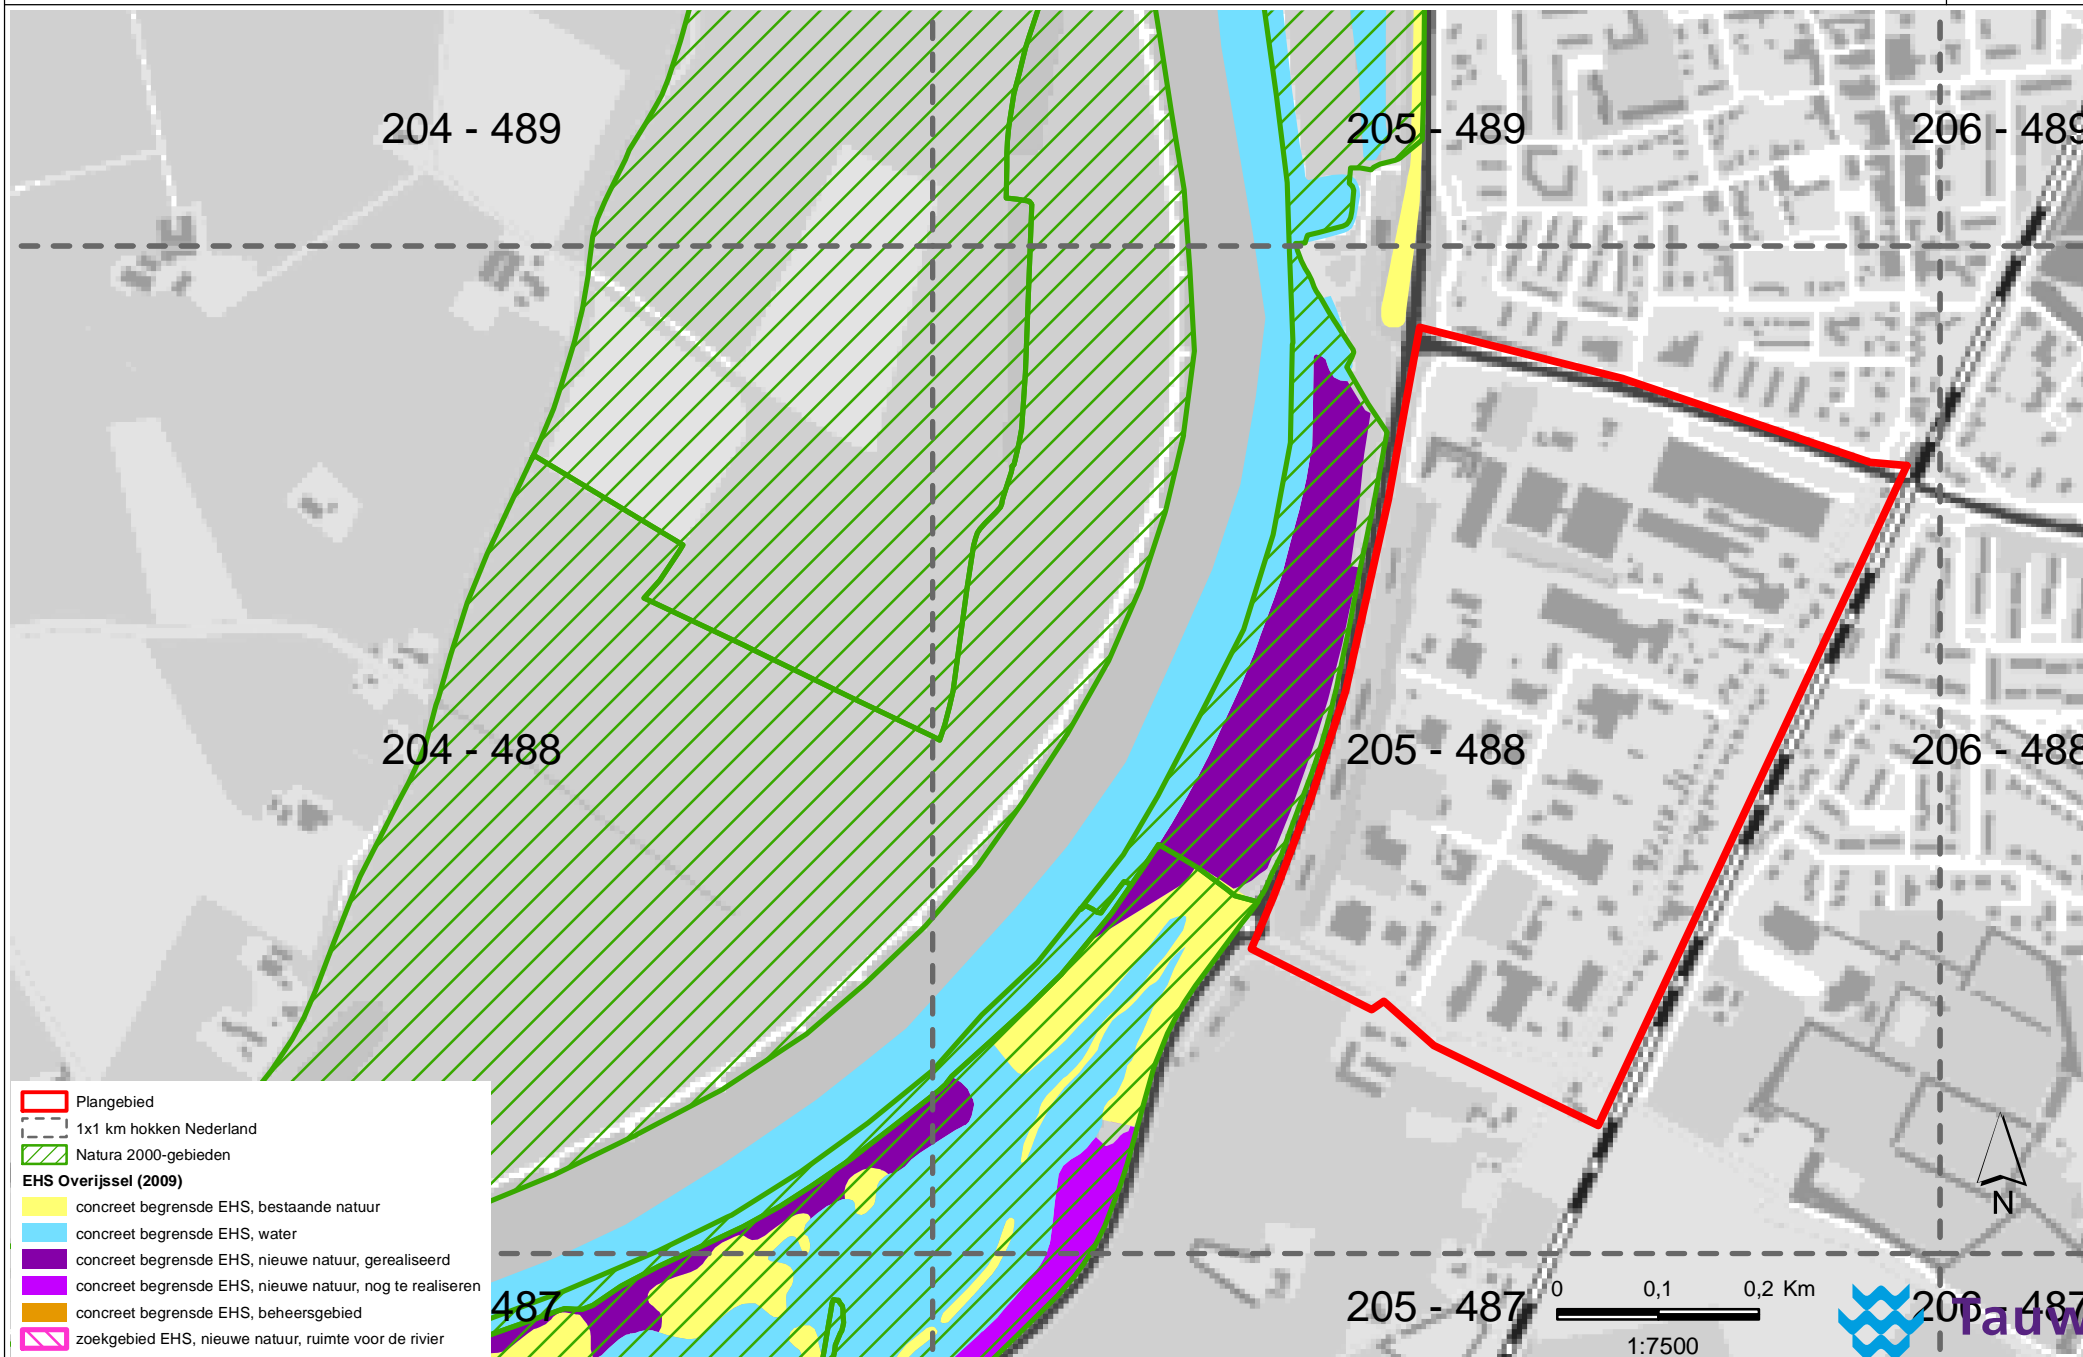 204 - 489
205 - 489
206 - 489
204 - 488
205 - 488
206 - 488
Plangebied
1x1 km hokken Nederland
Natura 2000-gebieden
EHS Overijssel (2009)
concreet begrensde EHS, bestaande natuur
concreet begrensde EHS, water
concreet begrensde EHS, nieuwe natuur, gerealiseerd
concreet begrensde EHS, nieuwe natuur, nog te realiseren
concreet begrensde EHS, beheersgebied
zoekgebied EHS, nieuwe natuur, ruimte voor de rivier
487
205 - 487
206 - 487
N
0 0,1 0,2 Km
1:7500
Tauw